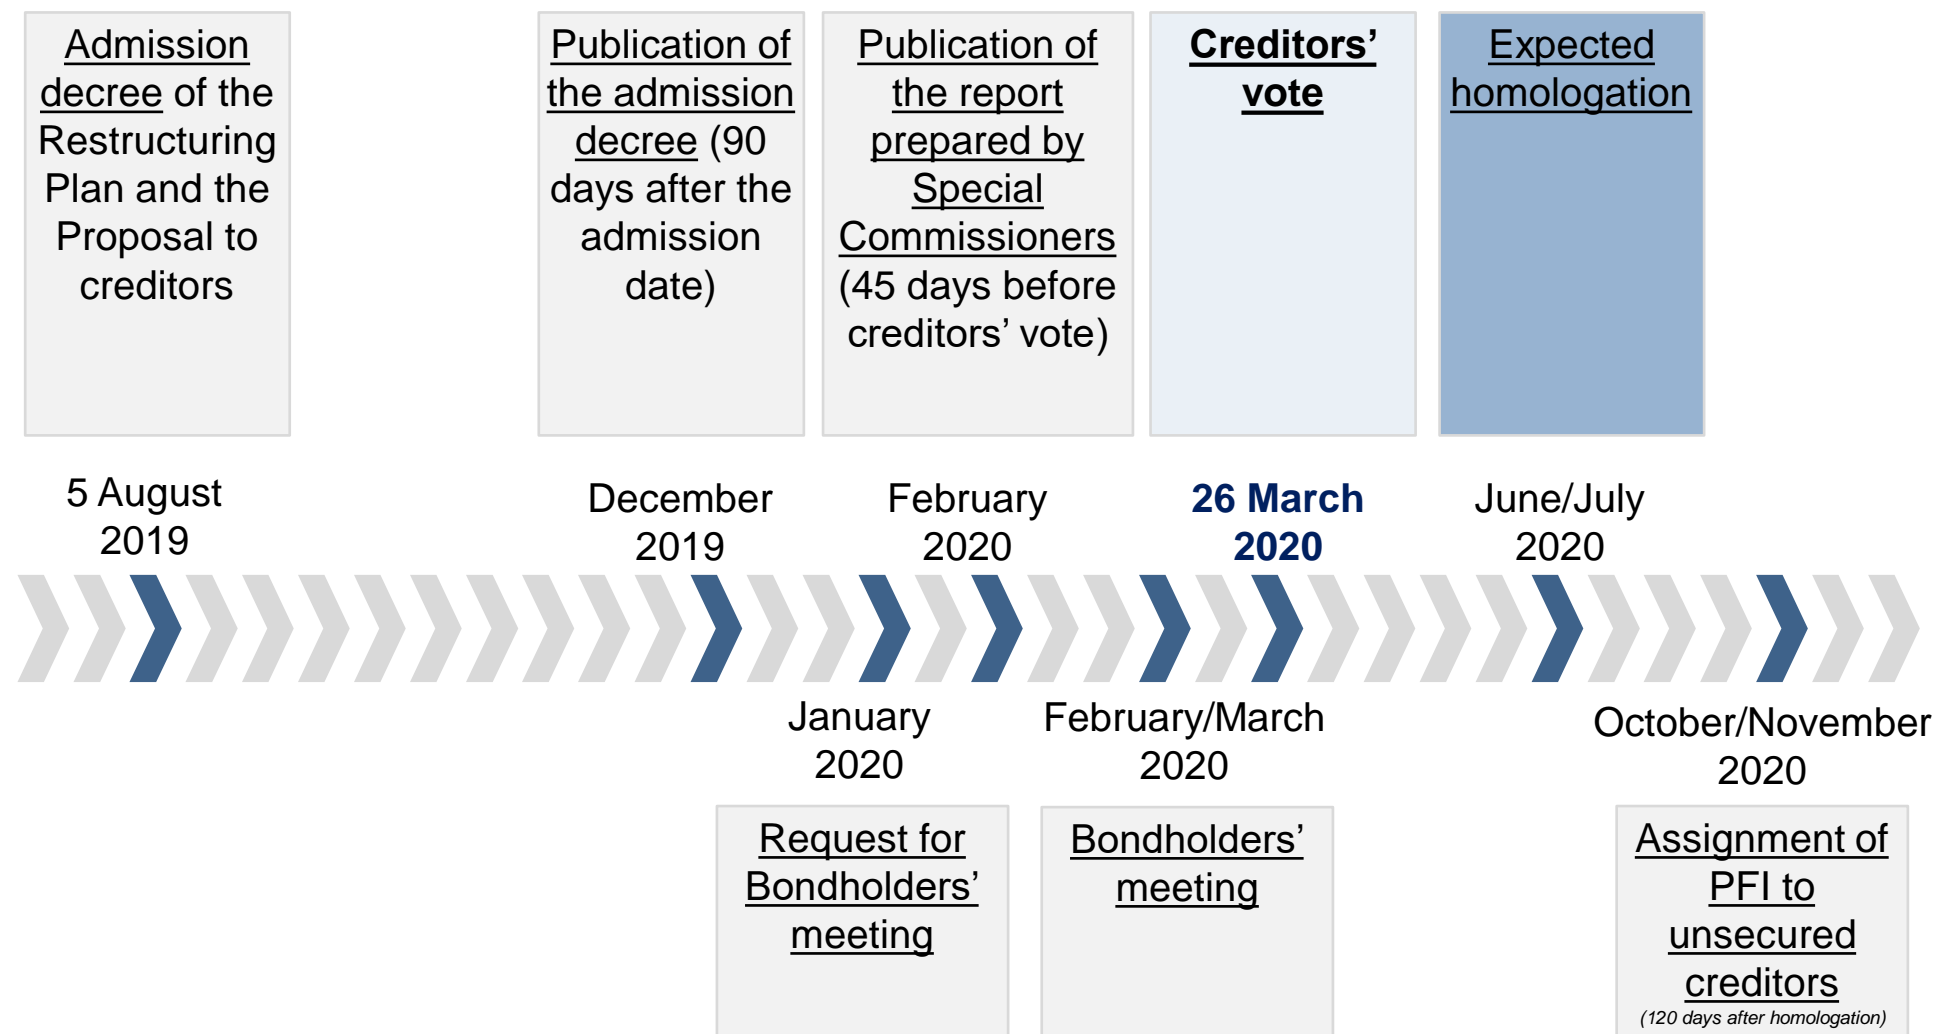 Admission
decree of the
Restructuring
Plan and the
Proposal to
creditors
Publication of
the admission
decree (90
days after the
admission
date)
Publication of
the report
prepared by
Special
Commissioners
(45 days before
creditors’ vote)
Creditors’
vote
Expected
homologation
5 August
2019
December
2019
February
2020
26 March
2020
June/July
2020
January
2020
February/March
2020
October/November
2020
Request for
Bondholders’
meeting
Bondholders’
meeting
Assignment of
PFI to
unsecured
creditors
(120 days after homologation)